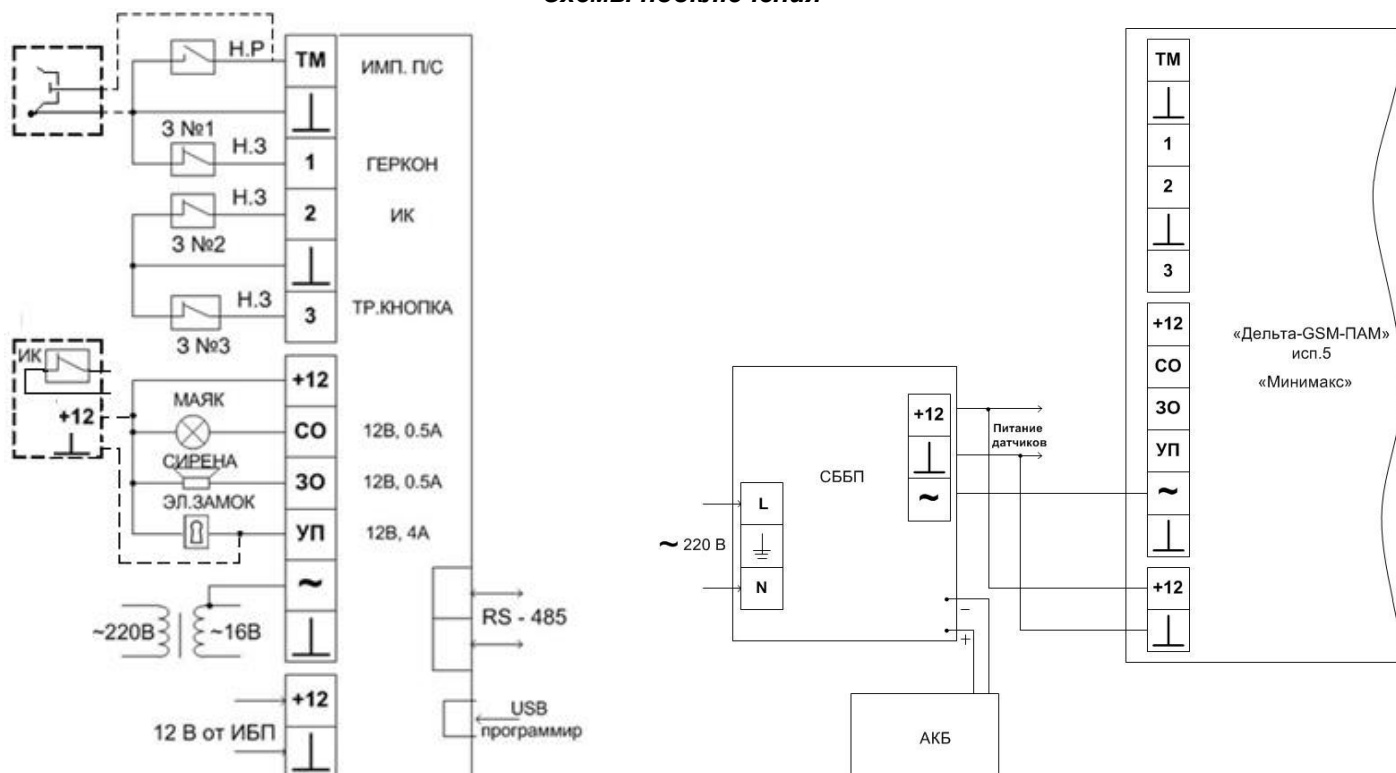 Н.Р
ТМ
ИМП. П/С
З №1
Н.З
1
ГЕРКОН
Н.З
2
ИК
З №2
Н.З
3
ТР.КНОПКА
З №3
ИК
+12
+12
МАЯК
СО
12В, 0.5А
СИРЕНА
ЗО
12В, 0.5А
ЭЛ.ЗАМОК
УП
12В, 4А
~
~220В
~16В
RS - 485
+12
12 В от ИБП
USB
программир
СББП
L
~ 220 В
N
+12
~
Питание
датчиков
−
+
АКБ
ТМ
1
2
3
+12
СО
ЗО
УП
~
+12
«Дельта-GSM-ПАМ»
исп.5
«Минимакс»